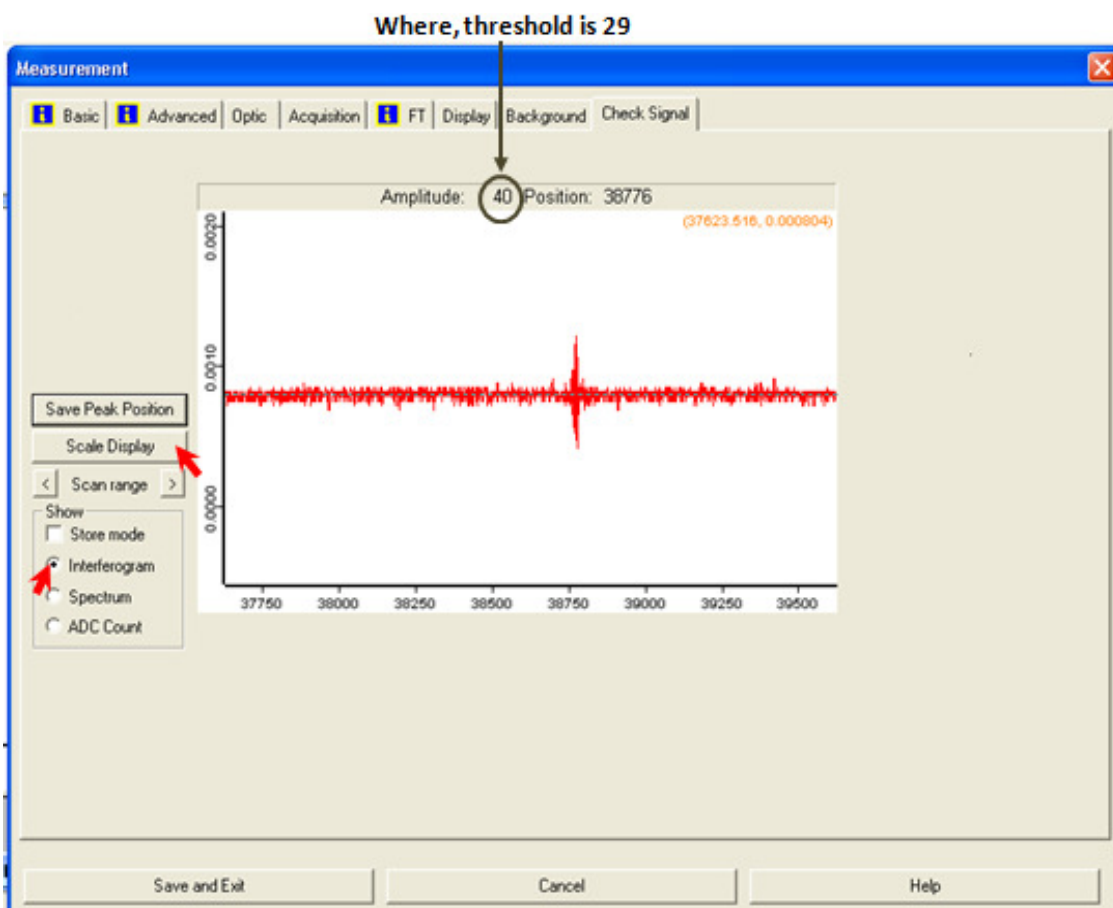 Where, threshold is 29
Measurement
Basic Advanced Optic Acquisition FT Display Background Check Signal
Amplitude: 40 Position: 38776
(37623.516, 0.000804)
0.0020
0.0010
0.0000
37750 38000 38250 38500 38750 39000 39250 39500
Save Peak Position
Scale Display
< Scan range >
Show
Store mode
Interferogram
Spectrum
ADC Count
Save and Exit Cancel Help